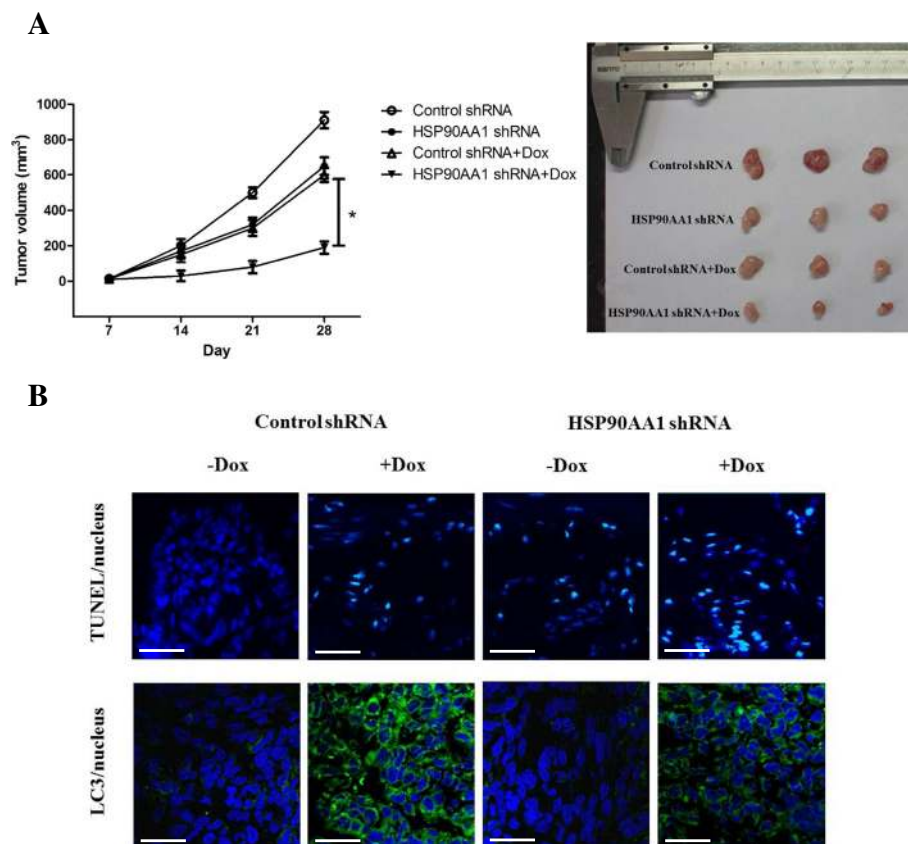 A
Tumor volume (mm³)
1000
800
600
400
200
0
7 14 21 28
Day
Control shRNA
HSP90AA1 shRNA
Control shRNA+Dox
HSP90AA1 shRNA+Dox
*
Control shRNA
HSP90AA1 shRNA
Control shRNA+Dox
HSP90AA1 shRNA+Dox
B
Control shRNA HSP90AA1 shRNA
-Dox +Dox -Dox +Dox
TUNEL/nucleus
LC3/nucleus